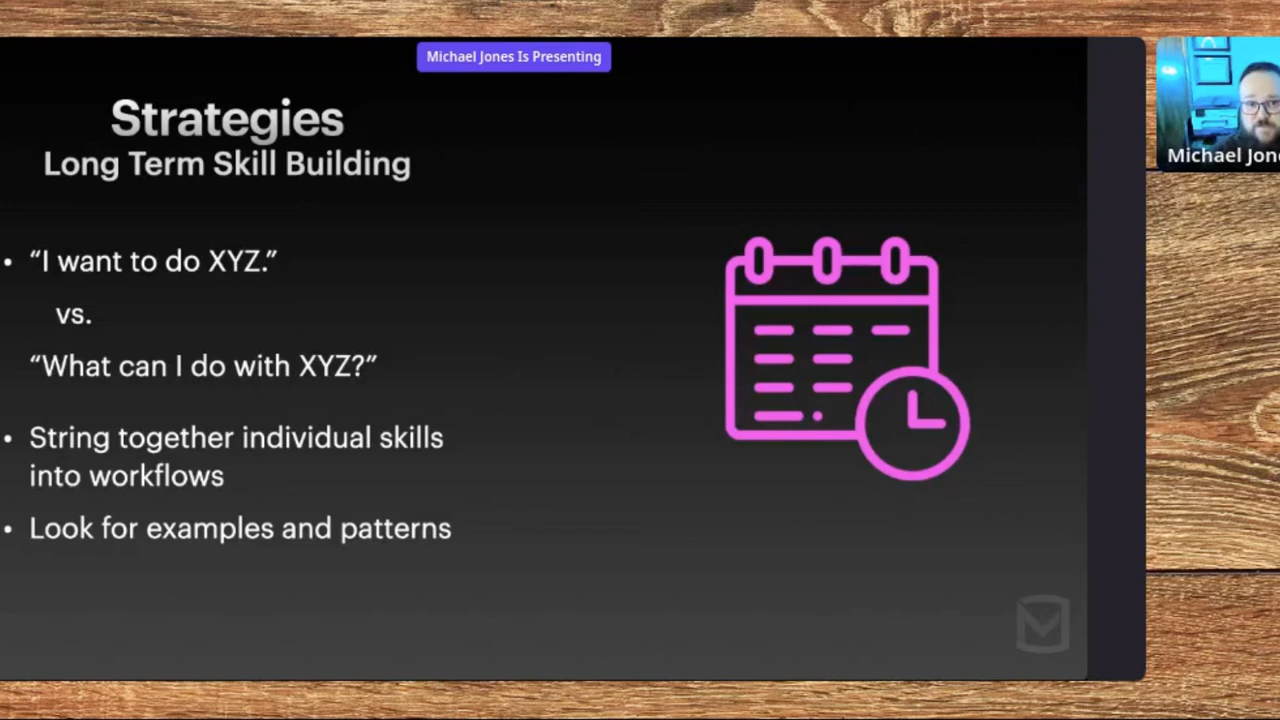 Michael Jones Is Presenting
Strategies
Long Term Skill Building
• “I want to do XYZ.”
vs.
“What can I do with XYZ?”
• String together individual skills
into workflows
• Look for examples and patterns
Michael Jon